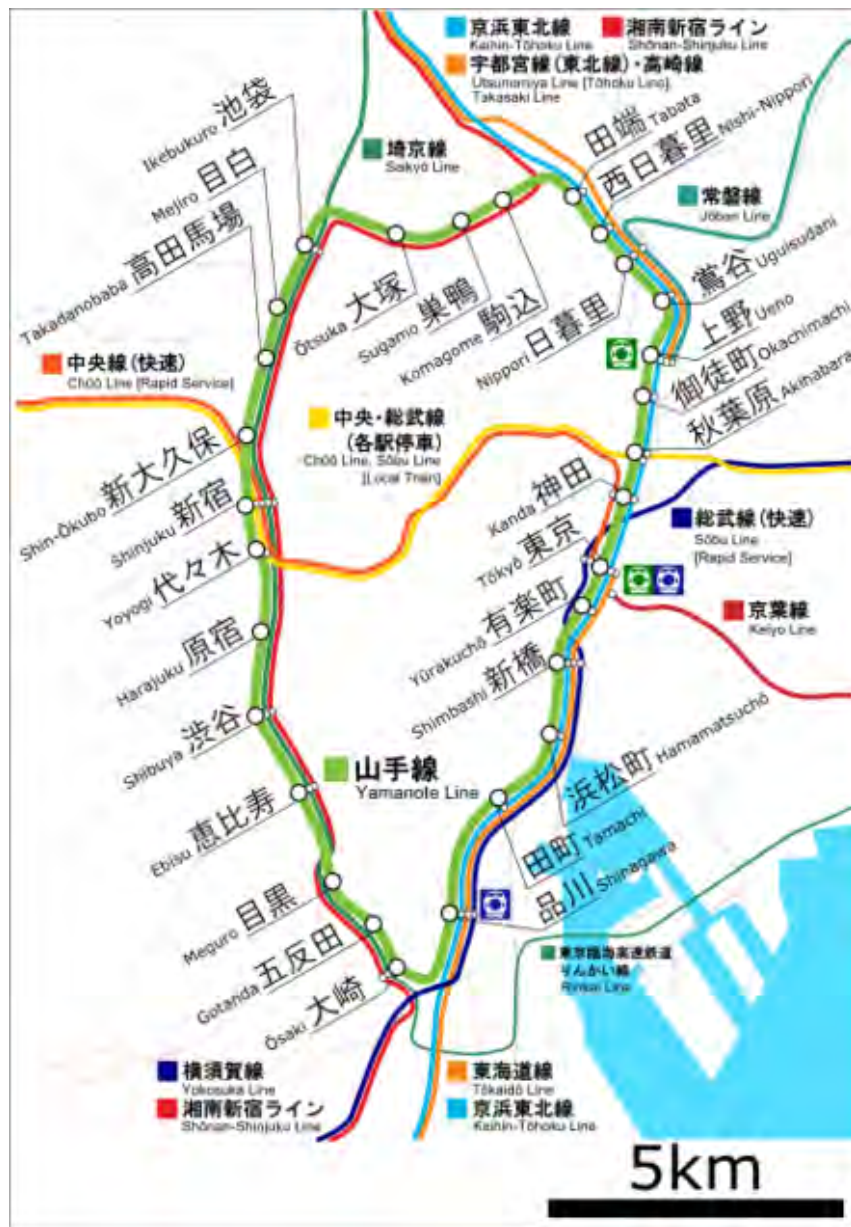 京浜東北線
Keihin-Tōhoku Line
湘南新宿ライン
Shōnan-Shinjuku Line
宇都宮線(東北線)・高崎線
Utsunomiya Line [Tōhoku Line],
Takasaki Line
田端 Tabata
西日暮里 Nishi-Nippori
Ikebukuro 池袋
埼京線
Saikyō Line
Mejiro 目白
常磐線
Jōban Line
Takadanobaba 高田馬場
鶯谷 Uguisudani
Ōtsuka 大塚
Sugamo 巣鴨
Komagome 駒込
Nippori 日暮里
上野 Ueno
御徒町 Okachimachi
秋葉原 Akihabara
中央線(快速)
Chūō Line [Rapid Service]
中央・総武線
(各駅停車)
Chūō Line, Sōbu Line
[Local Train]
Shin-Ōkubo 新大久保
Shinjuku 新宿
Kanda 神田
総武線(快速)
Sōbu Line
[Rapid Service]
Yoyogi 代々木
Tōkyō 東京
京葉線
Keiyo Line
Harajuku 原宿
Yūrakuchō 有楽町
Shimbashi 新橋
Shibuya 渋谷
山手線
Yamanote Line
浜松町 Hamamatsuchō
Ebisu 恵比寿
田町 Tamachi
品川 Shinagawa
Meguro 目黒
Gotanda 五反田
Ōsaki 大崎
東京臨海高速鉄道
りんかい線
Rinkai Line
横須賀線
Yokosuka Line
湘南新宿ライン
Shōnan-Shinjuku Line
東海道線
Tōkaidō Line
京浜東北線
Keihin-Tōhoku Line
5km